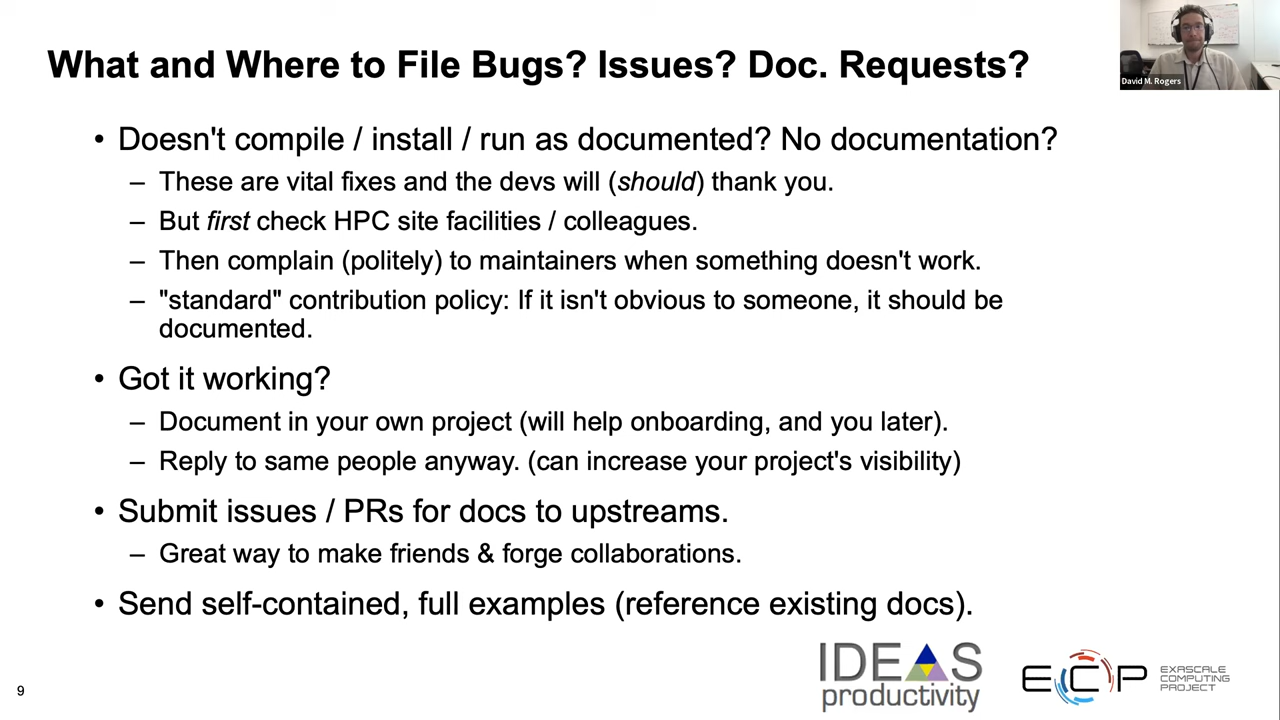 What and Where to File Bugs? Issues? Doc. Requests?
David M. Rogers
• Doesn't compile / install / run as documented? No documentation?
– These are vital fixes and the devs will (should) thank you.
– But first check HPC site facilities / colleagues.
– Then complain (politely) to maintainers when something doesn't work.
– "standard" contribution policy: If it isn't obvious to someone, it should be
documented.
• Got it working?
– Document in your own project (will help onboarding, and you later).
– Reply to same people anyway. (can increase your project's visibility)
• Submit issues / PRs for docs to upstreams.
– Great way to make friends & forge collaborations.
• Send self-contained, full examples (reference existing docs).
9
IDEAS
productivity
ECP
EXASCALE
COMPUTING
PROJECT